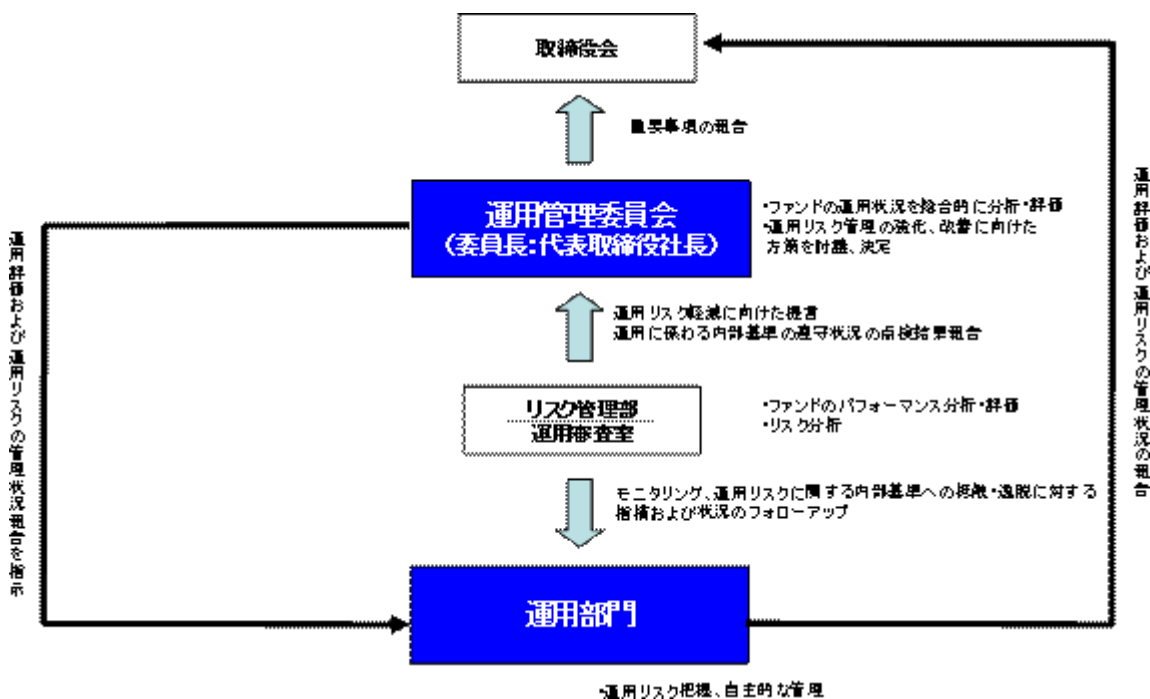 取締役会
重要事項の報告
運用管理委員会
（委員長：代表取締役社長）
・ファンドの運用状況を総合的に分析・評価
・運用リスク管理の強化、改善に向けた
方策を討議、決定
運用リスク軽減に向けた提言
運用に係わる内部基準の遵守状況の点検結果報告
リスク管理部
運用審査室
・ファンドのパフォーマンス分析・評価
・リスク分析
モニタリング、運用リスクに関する内部基準への抵触・逸脱に対する
指摘および状況のフォローアップ
運用部門
・運用リスク把握、自主的な管理
運用評価および運用リスクの管理状況報告を指示
運用評価および運用リスクの管理状況の報告